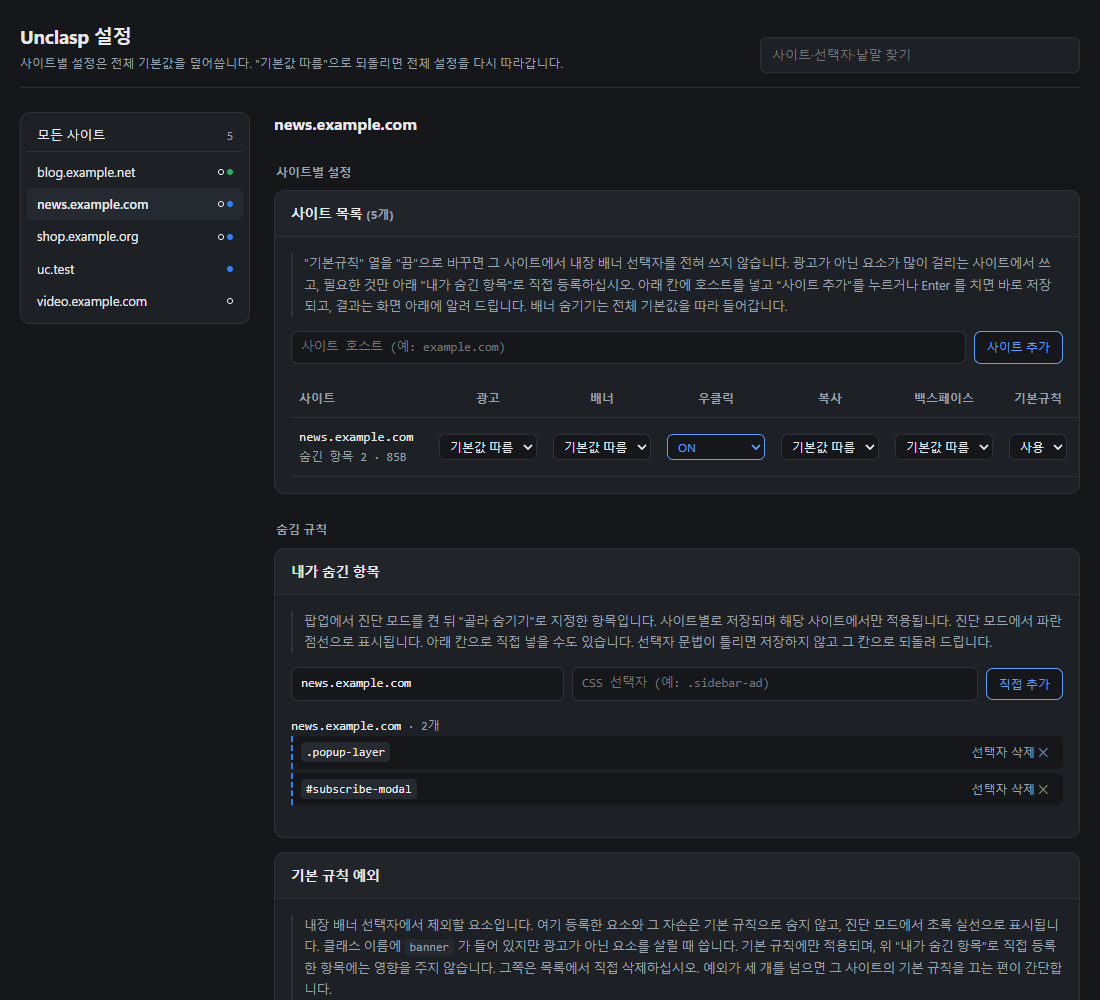 Unclasp 설정
사이트별 설정은 전체 기본값을 덮어씁니다. "기본값 따름"으로 되돌리면 전체 설정을 다시 따라갑니다.
사이트·선택자·낱말 찾기
모든 사이트 5
blog.example.net
news.example.com
shop.example.org
uc.test
video.example.com
news.example.com
사이트별 설정
사이트 목록 (5개)
"기본규칙" 열을 "끔"으로 바꾸면 그 사이트에서 내장 배너 선택자를 전혀 쓰지 않습니다. 광고가 아닌 요소가 많이 걸리는 사이트에서 쓰
고, 필요한 것만 아래 "내가 숨긴 항목"로 직접 등록하십시오. 아래 칸에 호스트를 넣고 "사이트 추가"를 누르거나 Enter 를 치면 바로 저장
되고, 결과는 화면 아래에 알려 드립니다. 배너 숨기기는 전체 기본값을 따라 들어갑니다.
사이트 호스트 (예: example.com)
사이트 추가
사이트 광고 배너 우클릭 복사 백스페이스 기본규칙
news.example.com
숨긴 항목 2 · 85B
기본값 따름 기본값 따름 ON 기본값 따름 기본값 따름 사용
숨김 규칙
내가 숨긴 항목
팝업에서 진단 모드를 켠 뒤 "골라 숨기기"로 지정한 항목입니다. 사이트별로 저장되며 해당 사이트에서만 적용됩니다. 진단 모드에서 파란
점선으로 표시됩니다. 아래 칸으로 직접 넣을 수도 있습니다. 선택자 문법이 틀리면 저장하지 않고 그 칸으로 되돌려 드립니다.
news.example.com
CSS 선택자 (예: .sidebar-ad)
직접 추가
news.example.com · 2개
.popup-layer 선택자 삭제 ×
#subscribe-modal 선택자 삭제 ×
기본 규칙 예외
내장 배너 선택자에서 제외할 요소입니다. 여기 등록한 요소와 그 자손은 기본 규칙으로 숨지 않고, 진단 모드에서 초록 실선으로 표시됩니
다. 클래스 이름에 banner 가 들어 있지만 광고가 아닌 요소를 살릴 때 씁니다. 기본 규칙에만 적용되며, 위 "내가 숨긴 항목"로 직접 등록
한 항목에는 영향을 주지 않습니다. 그쪽은 목록에서 직접 삭제하십시오. 예외가 세 개를 넘으면 그 사이트의 기본 규칙을 끄는 편이 간단합
니다.